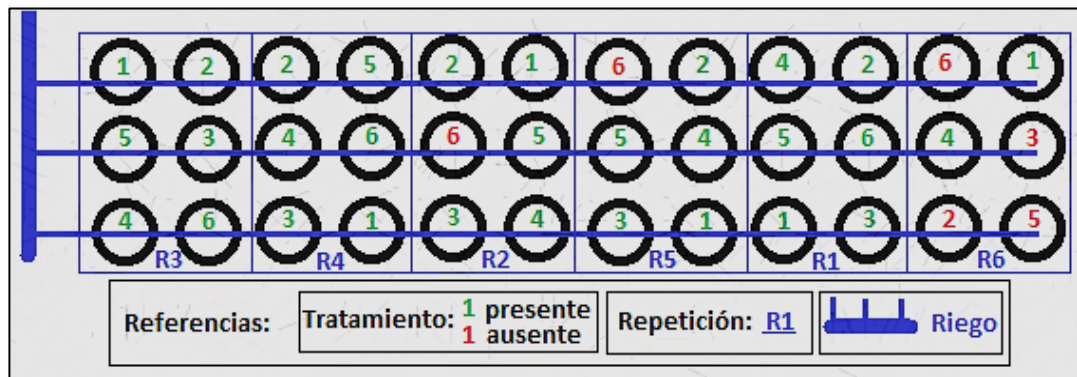 1 2 2 5 2 1 6 2 4 2 6 1
5 3 4 6 6 5 5 4 5 6 4 3
4 6 3 1 3 4 3 1 1 3 2 5
R3 R4 R2 R5 R1 R6
Referencias: Tratamiento: 1 presente
1 ausente
Repetición: R1
Riego